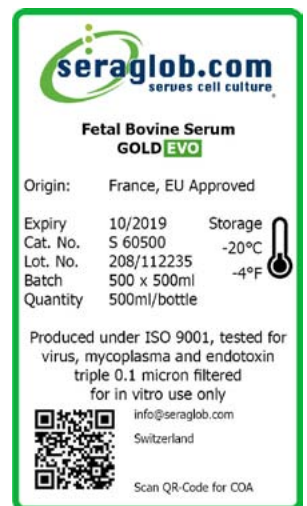 seraglob.com
serves cell culture
Fetal Bovine Serum
GOLD EVO
Origin: France, EU Approved
Expiry 10/2019 Storage
Cat. No. S 60500 -20°C
Lot. No. 208/112235 -4°F
Batch 500 x 500ml
Quantity 500ml/bottle
Produced under ISO 9001, tested for
virus, mycoplasma and endotoxin
triple 0.1 micron filtered
for in vitro use only
info@seraglob.com
Switzerland
Scan QR-Code for COA